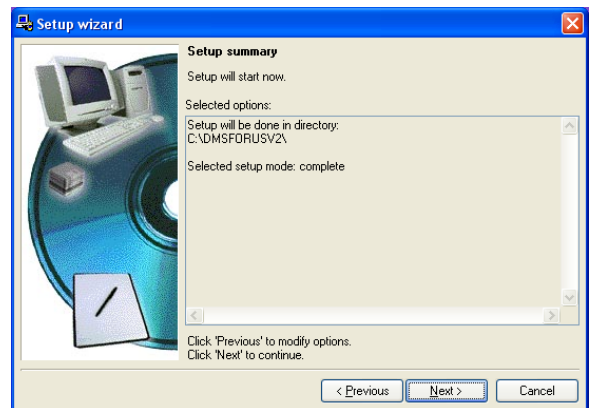 Setup wizard
Setup summary
Setup will start now.
Selected options:
Setup will be done in directory:
C:\DMSFORUSV2\
Selected setup mode: complete
Click 'Previous' to modify options.
Click 'Next' to continue.
< Previous
Next >
Cancel